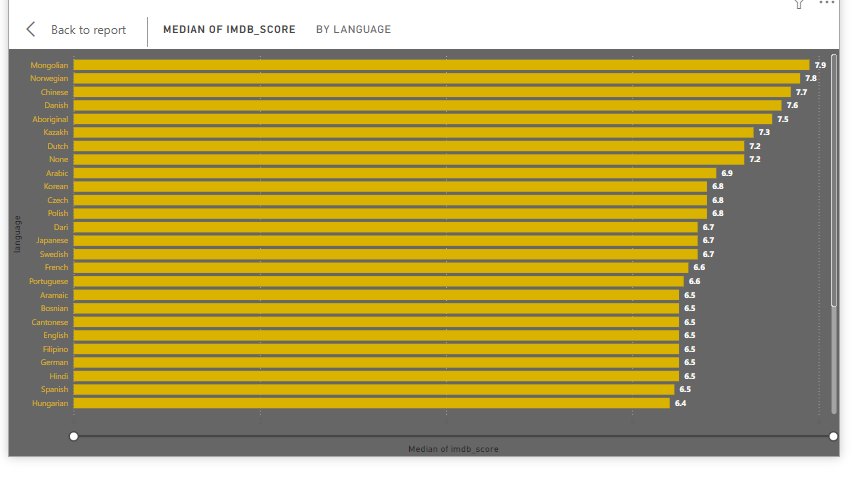 Back to report
MEDIAN OF IMDB_SCORE BY LANGUAGE
Mongolian 7.9
Norwegian 7.8
Chinese 7.7
Danish 7.6
Aboriginal 7.5
Kazakh 7.3
Dutch 7.2
None 7.2
Arabic 6.9
Korean 6.8
Czech 6.8
Polish 6.8
Dari 6.7
Japanese 6.7
Swedish 6.7
French 6.6
Portuguese 6.6
Aramaic 6.5
Bosnian 6.5
Cantonese 6.5
English 6.5
Filipino 6.5
German 6.5
Hindi 6.5
Spanish 6.5
Hungarian 6.4
language
Median of imdb_score